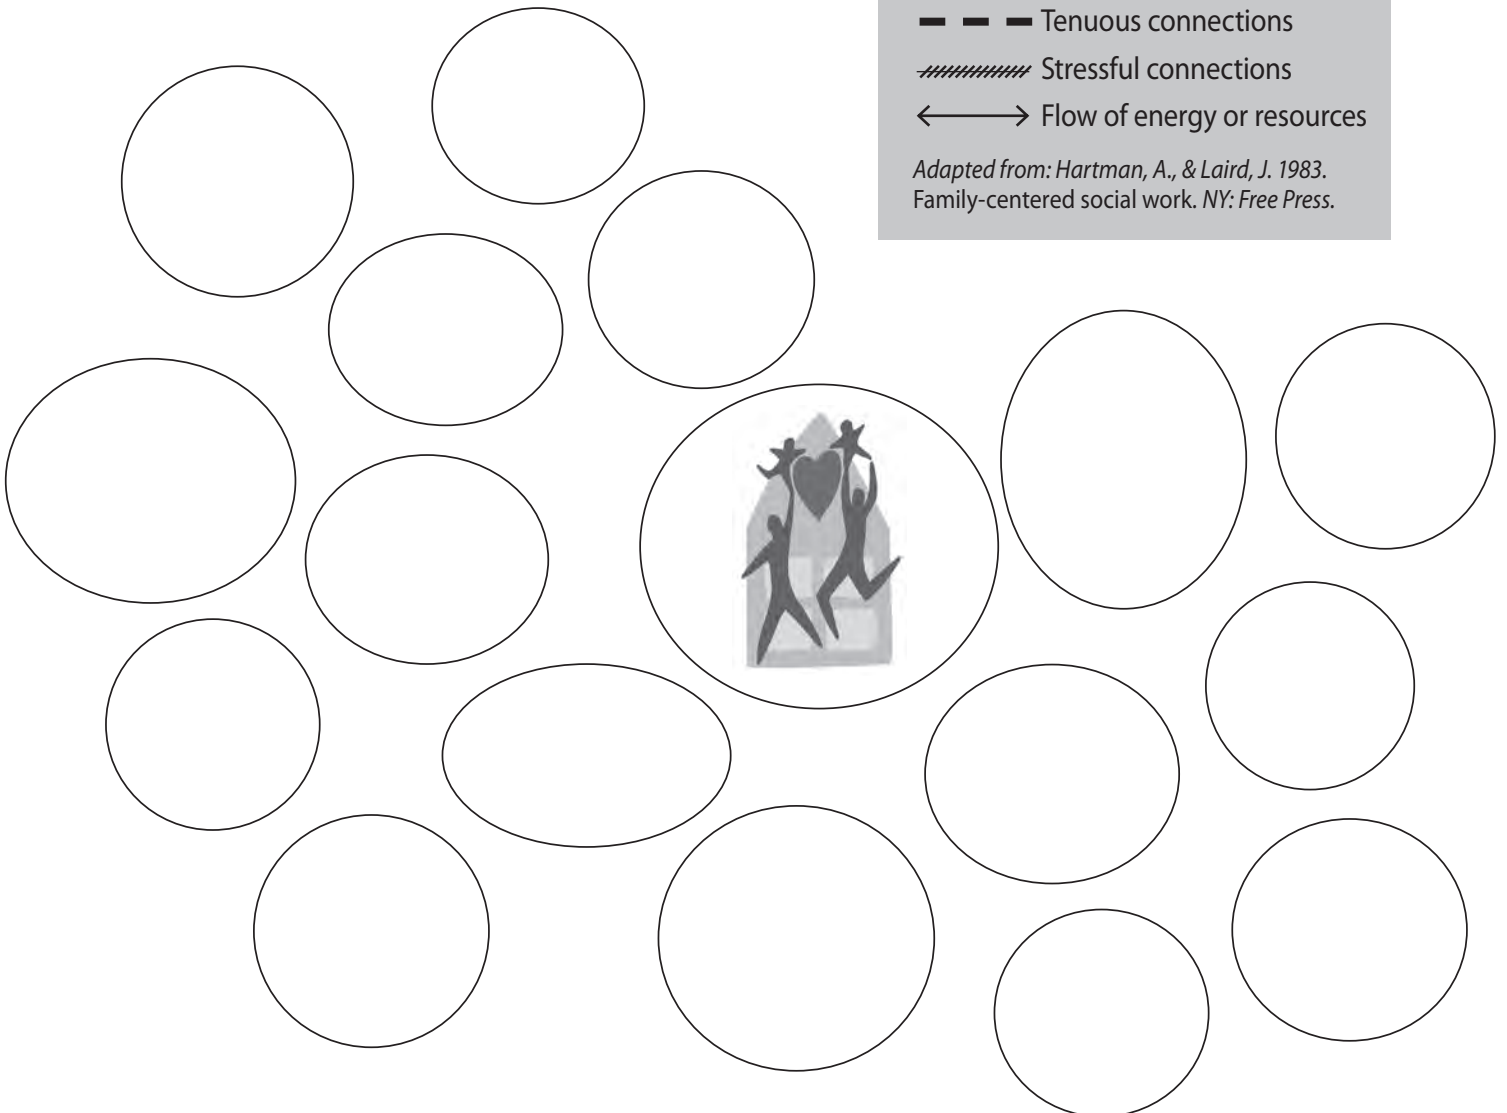 Tenuous connections
Stressful connections
Flow of energy or resources
Adapted from: Hartman, A., & Laird, J. 1983.
Family-centered social work. NY: Free Press.